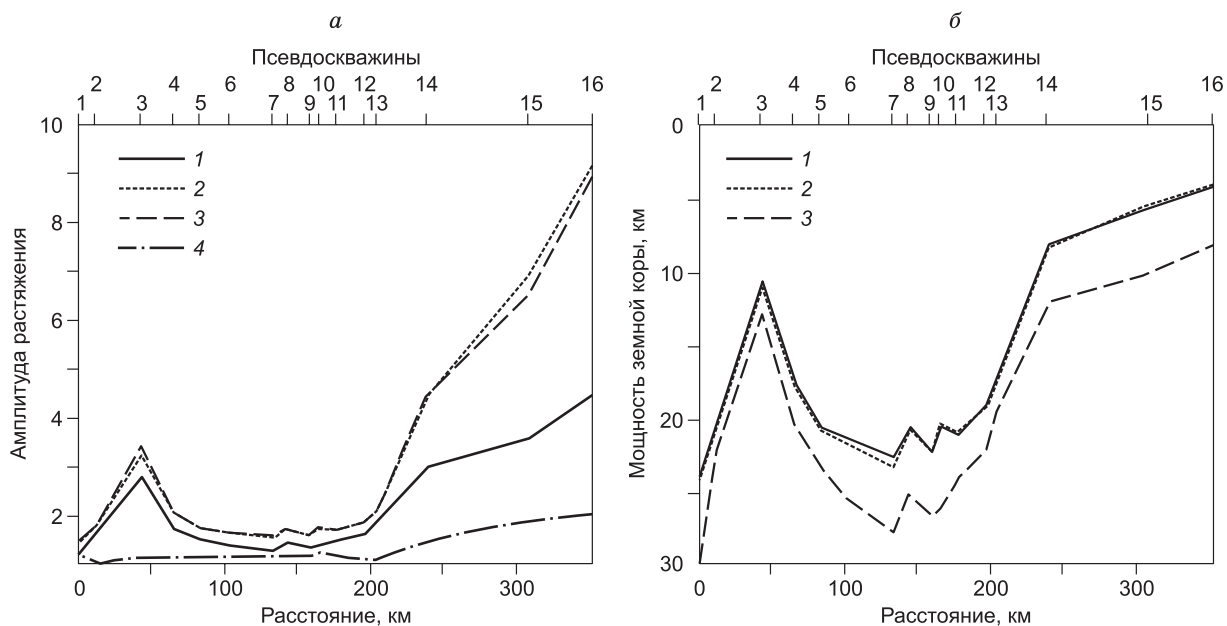 а
Псевдоскважины
2 4 6 8 10 12 14 16
1 3 5 7 9 11 13 15
10
8
6
4
2
Амплитуда растяжения
1
2
3
4
0 100 200 300
Расстояние, км
б
Псевдоскважины
2 4 6 8 10 12 14 16
1 3 5 7 9 11 13 15
0
10
20
30
Мощность земной коры, км
1
2
3
0 100 200 300
Расстояние, км